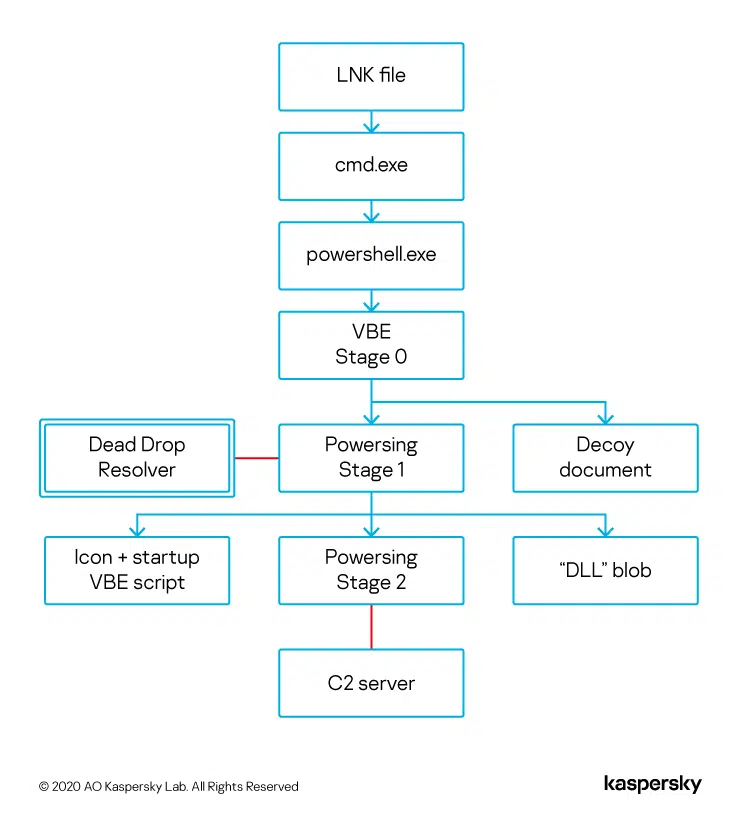 LNK file
cmd.exe
powershell.exe
VBE
Stage 0
Dead Drop
Resolver
Powersing
Stage 1
Decoy
document
Icon + startup
VBE script
Powersing
Stage 2
“DLL” blob
C2 server
© 2020 AO Kaspersky Lab. All Rights Reserved
kaspersky